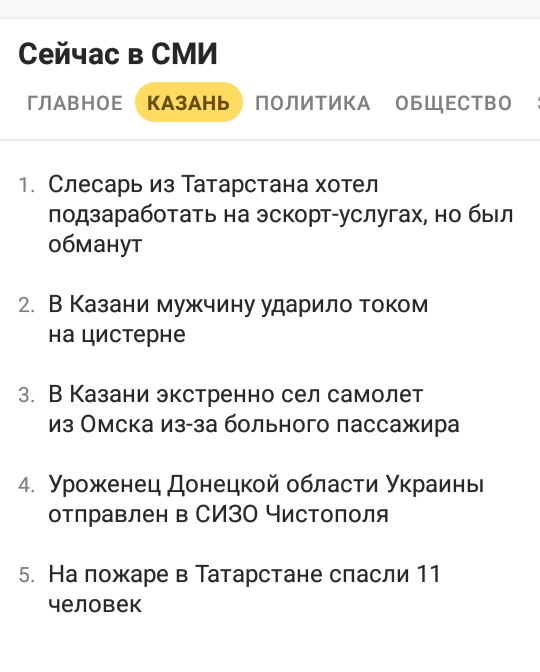 Сейчас в СМИ
ГЛАВНОЕ КАЗАНЬ ПОЛИТИКА ОБЩЕСТВО
1. Слесарь из Татарстана хотел
подзаработать на эскорт-услугах, но был
обманут
2. В Казани мужчину ударило током
на цистерне
3. В Казани экстренно сел самолет
из Омска из-за больного пассажира
4. Уроженец Донецкой области Украины
отправлен в СИЗО Чистополя
5. На пожаре в Татарстане спасли 11
человек